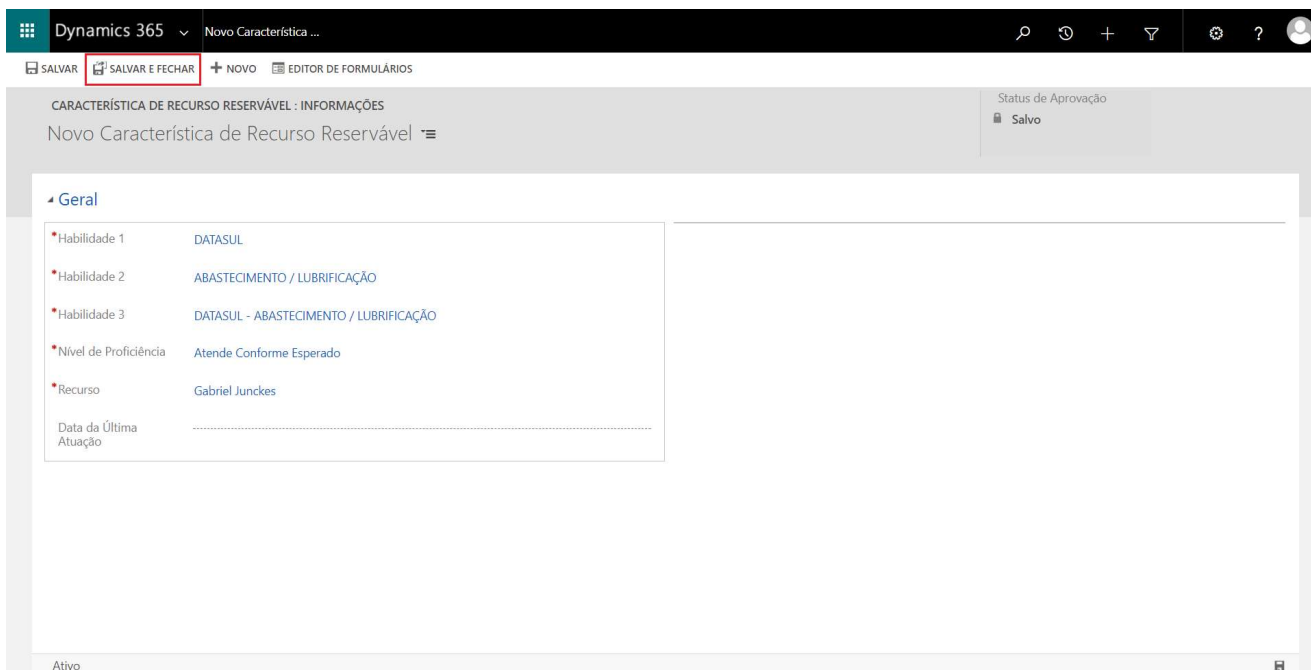 Dynamics 365 Novo Característica ... ?
SALVAR SALVAR E FECHAR NOVO EDITOR DE FORMULÁRIOS
CARACTERÍSTICA DE RECURSO RESERVÁVEL : INFORMAÇÕES
Novo Característica de Recurso Reservável
Status de Aprovação
Salvo
Geral
*Habilidade 1 DATASUL
*Habilidade 2 ABASTECIMENTO / LUBRIFICAÇÃO
*Habilidade 3 DATASUL - ABASTECIMENTO / LUBRIFICAÇÃO
*Nível de Proficiência Atende Conforme Esperado
*Recurso Gabriel Junckes
Data da Última
Atuação
Ativo